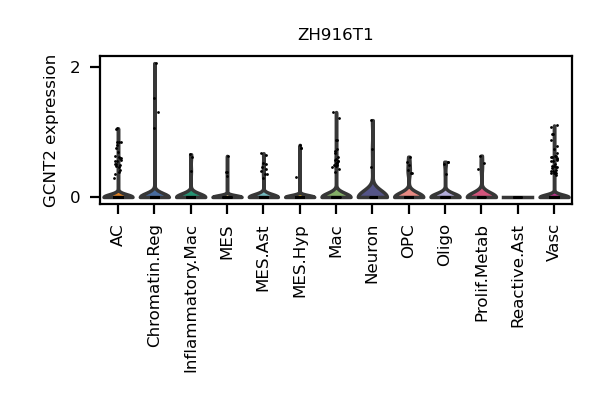 ZH916T1
GCNT2 expression
2
0
AC
Chromatin.Reg
Inflammatory.Mac
MES
MES.Ast
MES.Hyp
Mac
Neuron
OPC
Oligo
Prolif.Metab
Reactive.Ast
Vasc